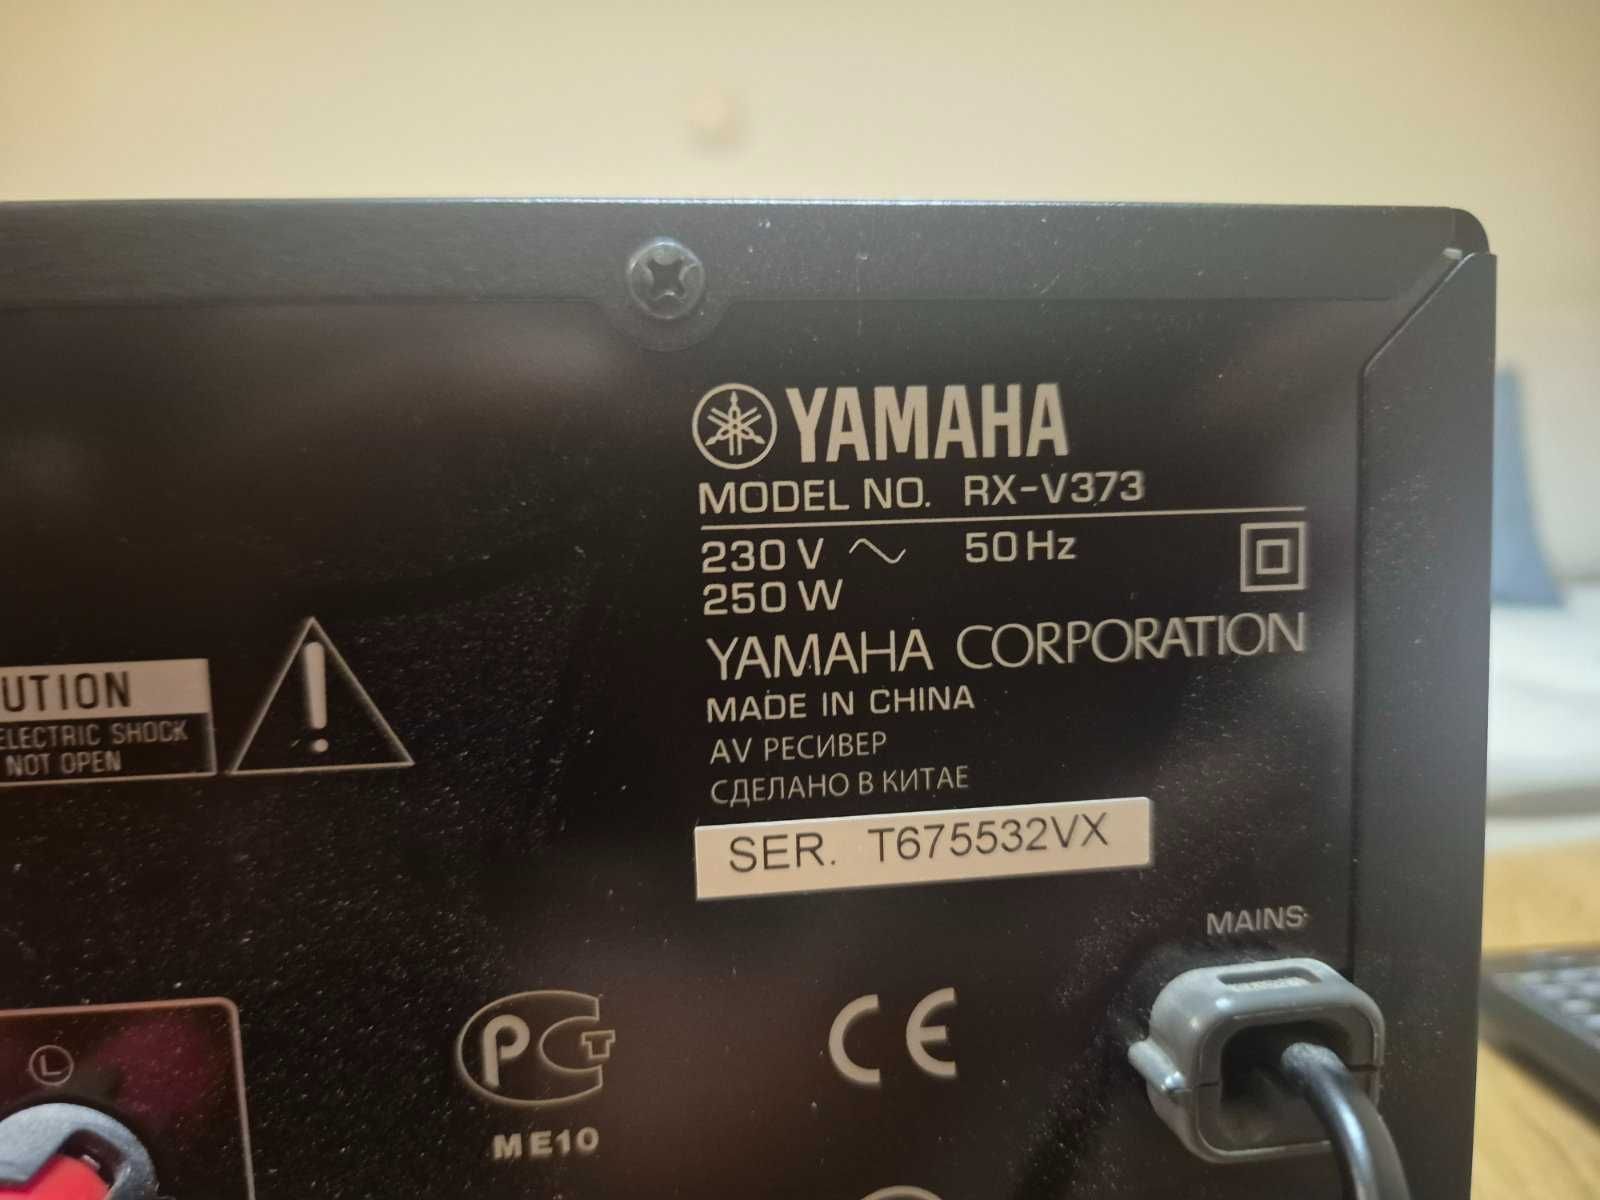 YAMAHA
MODEL NO. RX-V373
230 V ~ 50 Hz
250 W
YAMAHA CORPORATION
MADE IN CHINA
AV РЕСИВЕР
СДЕЛАНО В КИТАЕ
SER. T675532VX
UTION
ELECTRIC SHOCK
NOT OPEN
MAINS
L
РСТ
ME10
CE